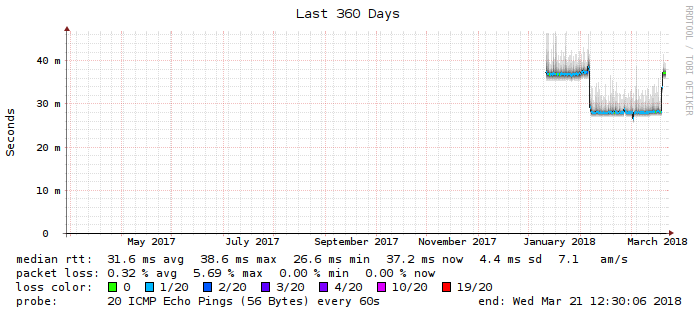 Last 360 Days
RRDTOOL / TOBI OETIKER
Seconds
40 m
30 m
20 m
10 m
0
May 2017 July 2017 September 2017 November 2017 January 2018 March 2018
median rtt: 31.6 ms avg 38.6 ms max 26.6 ms min 37.2 ms now 4.4 ms sd 7.1 am/s
packet loss: 0.32 % avg 5.69 % max 0.00 % min 0.00 % now
loss color: 0 1/20 2/20 3/20 4/20 10/20 19/20
probe: 20 ICMP Echo Pings (56 Bytes) every 60s end: Wed Mar 21 12:30:06 2018